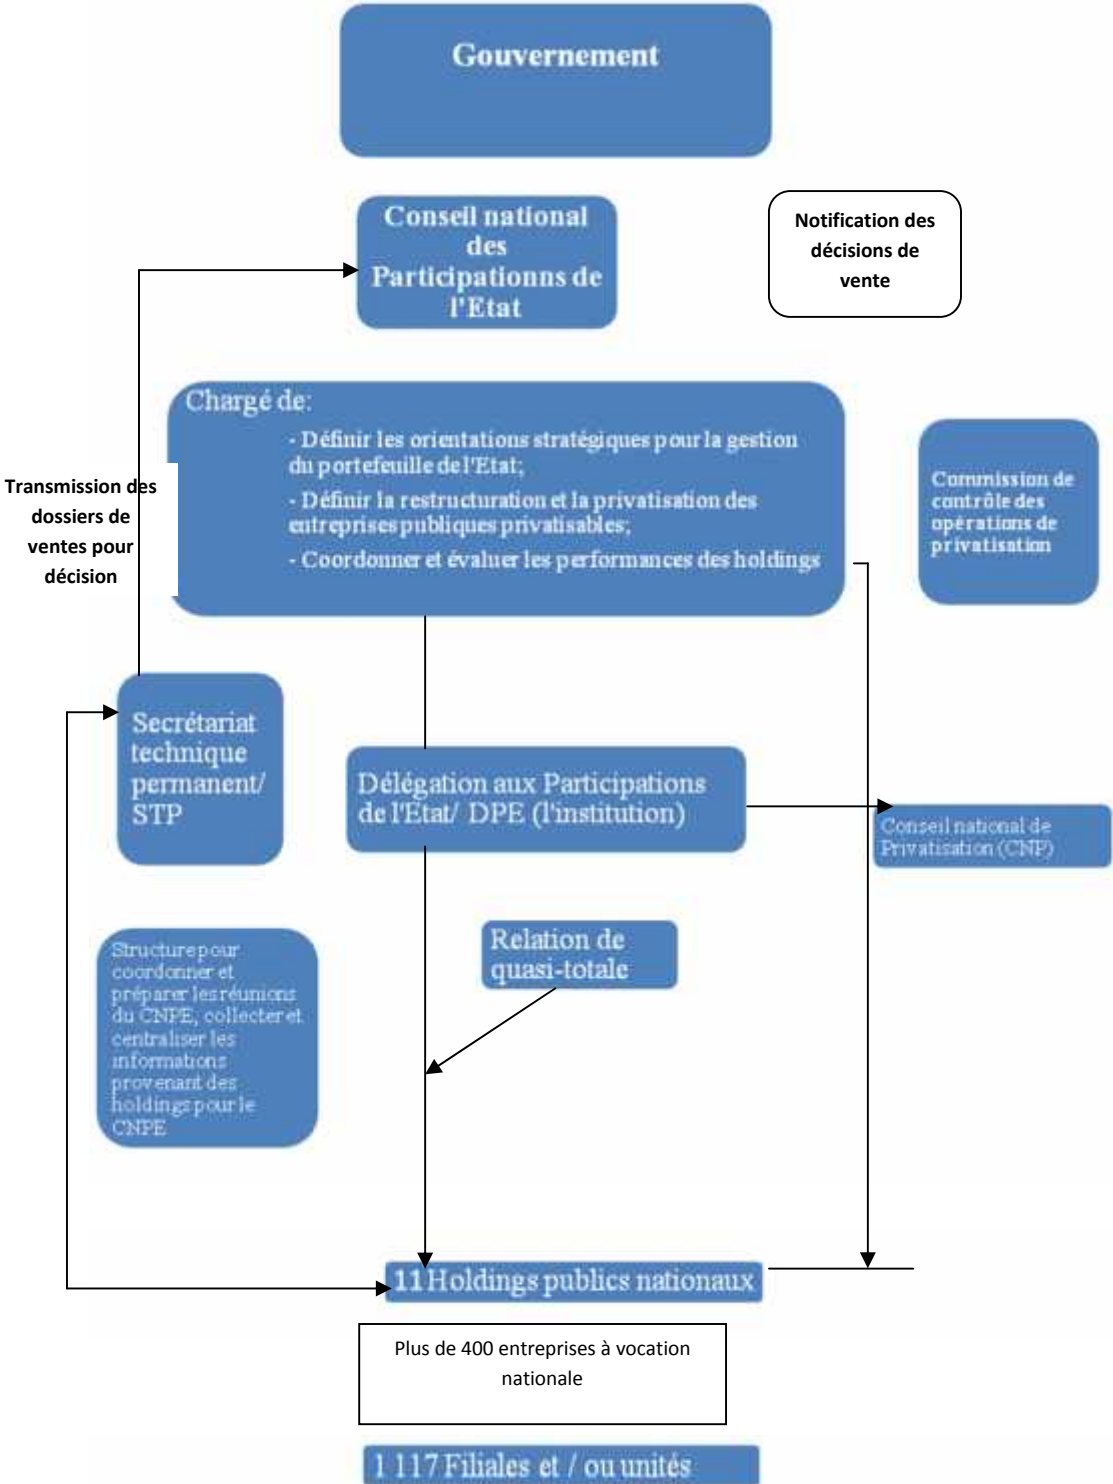 Gouvernement
Conseil national
des
Participationns de
l'Etat
Notification des
décisions de
vente
Chargé de:
- Définir les orientations stratégiques pour la gestion
du portefeuille de l'Etat;
- Définir la restructuration et la privatisation des
entreprises publiques privatisables;
- Coordonner et évaluer les performances des holdings
Commission de
contrôle des
opérations de
privatisation
Transmission des
dossiers de
ventes pour
décision
Secrétariat
technique
permanent/
STP
Délégation aux Participations
de l'Etat/ DPE (l'institution)
Conseil national de
Privatisation (CNP)
Relation de
quasi-totale
Structure pour
coordonner et
préparer les réunions
du CNPE, collecter et
centraliser les
informations
provenant des
holdings pour le
CNPE
11 Holdings publics nationaux
Plus de 400 entreprises à vocation
nationale
1 117 Filiales et / ou unités